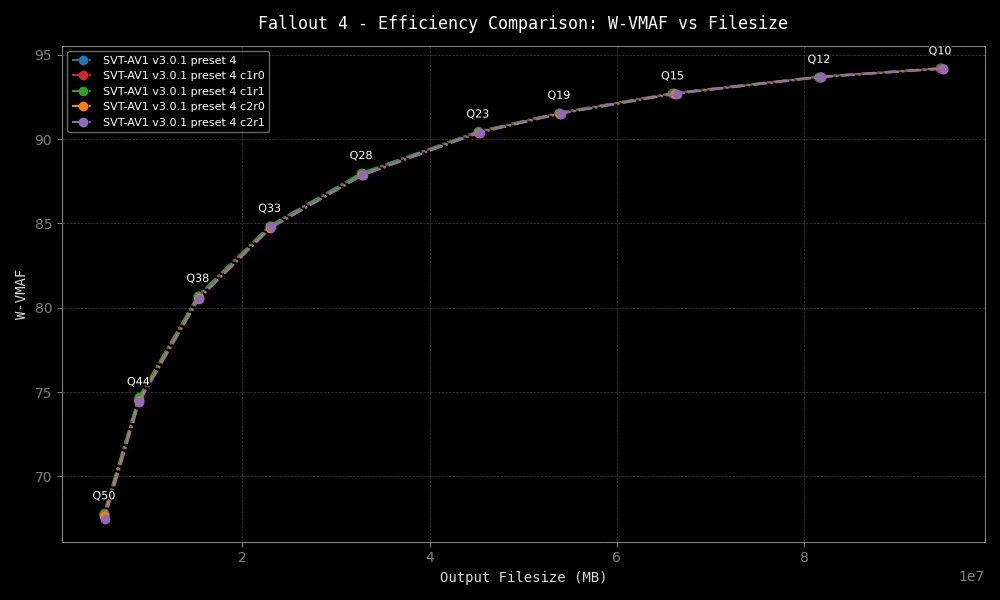 Fallout 4 - Efficiency Comparison: W-VMAF vs Filesize
SVT-AV1 v3.0.1 preset 4
SVT-AV1 v3.0.1 preset 4 c1r0
SVT-AV1 v3.0.1 preset 4 c1r1
SVT-AV1 v3.0.1 preset 4 c2r0
SVT-AV1 v3.0.1 preset 4 c2r1
W-VMAF
95
90
85
80
75
70
Q50
Q44
Q38
Q33
Q28
Q23
Q19
Q15
Q12
Q10
2
4
6
8
1e7
Output Filesize (MB)